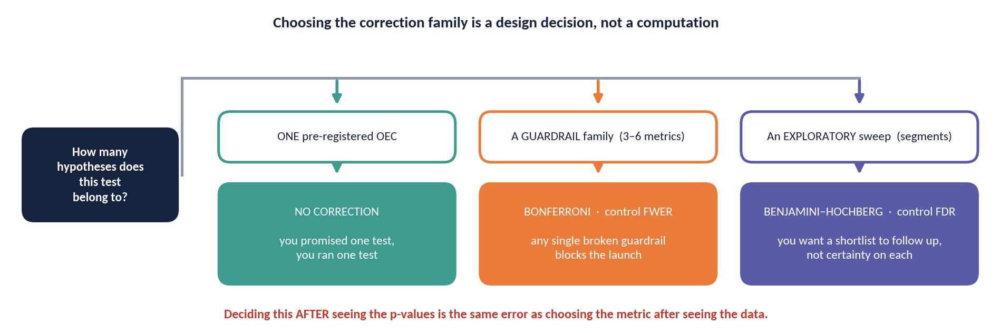 Choosing the correction family is a design decision, not a computation
How many
hypotheses does
this test
belong to?
ONE pre-registered OEC
A GUARDRAIL family (3–6 metrics)
An EXPLORATORY sweep (segments)
NO CORRECTION
you promised one test,
you ran one test
BONFERRONI · control FWER
any single broken guardrail
blocks the launch
BENJAMINI–HOCHBERG · control FDR
you want a shortlist to follow up,
not certainty on each
Deciding this AFTER seeing the p-values is the same error as choosing the metric after seeing the data.